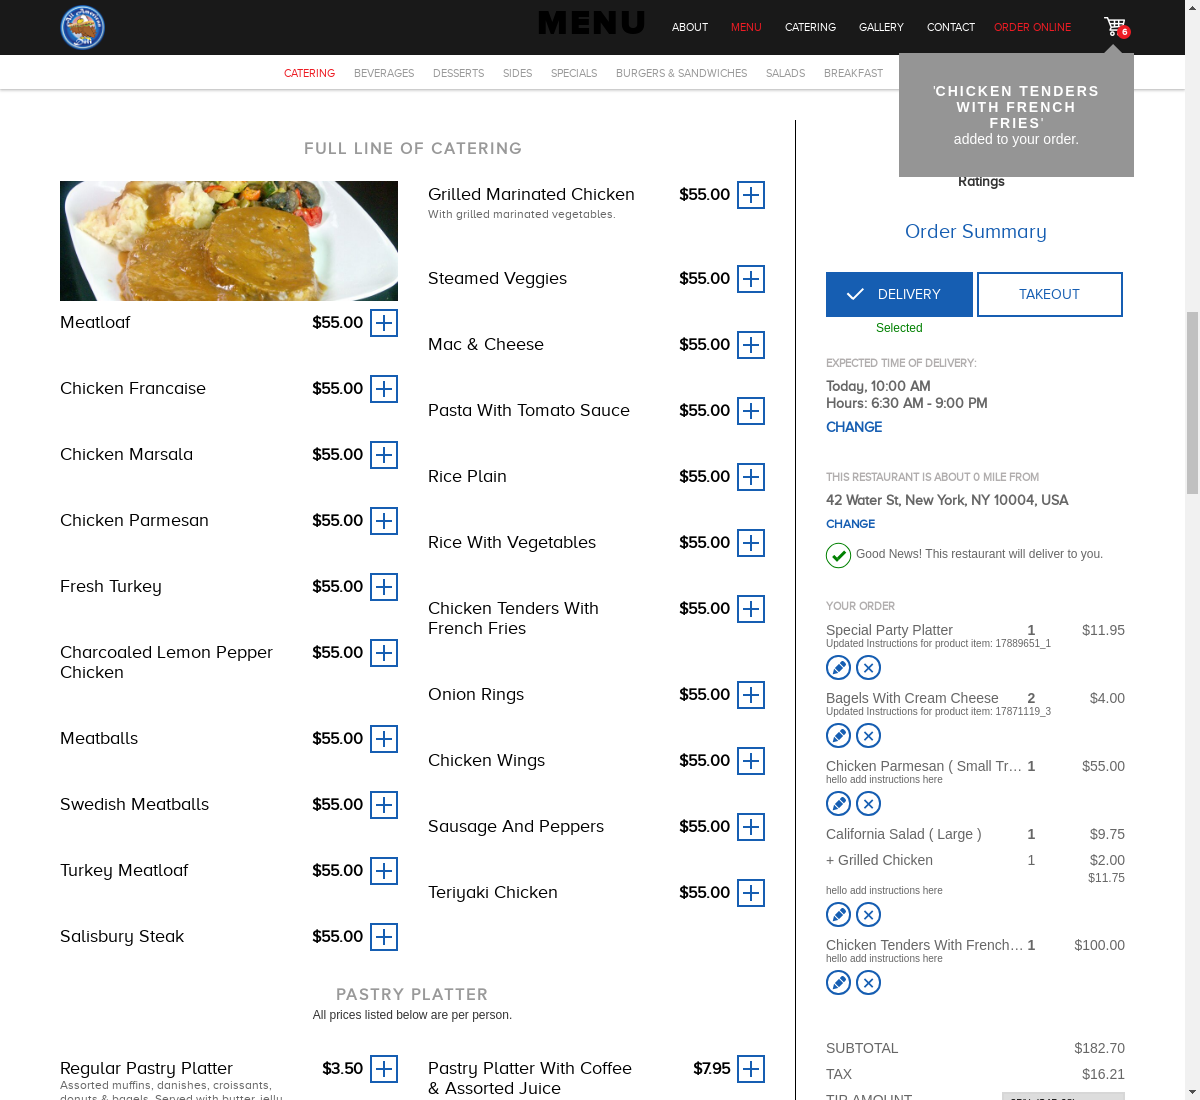 All American
Deli
MENU
ABOUT
MENU
CATERING
GALLERY
CONTACT
ORDER ONLINE
6
CATERING
BEVERAGES
DESSERTS
SIDES
SPECIALS
BURGERS & SANDWICHES
SALADS
BREAKFAST
'CHICKEN TENDERS
WITH FRENCH
FRIES'
added to your order.
FULL LINE OF CATERING
Meatloaf $55.00
Chicken Francaise $55.00
Chicken Marsala $55.00
Chicken Parmesan $55.00
Fresh Turkey $55.00
Charcoaled Lemon Pepper $55.00
Chicken
Meatballs $55.00
Swedish Meatballs $55.00
Turkey Meatloaf $55.00
Salisbury Steak $55.00
Grilled Marinated Chicken $55.00
With grilled marinated vegetables.
Steamed Veggies $55.00
Mac & Cheese $55.00
Pasta With Tomato Sauce $55.00
Rice Plain $55.00
Rice With Vegetables $55.00
Chicken Tenders With $55.00
French Fries
Onion Rings $55.00
Chicken Wings $55.00
Sausage And Peppers $55.00
Teriyaki Chicken $55.00
PASTRY PLATTER
All prices listed below are per person.
Regular Pastry Platter $3.50
Assorted muffins, danishes, croissants,
donuts & bagels. Served with butter, jelly
Pastry Platter With Coffee $7.95
& Assorted Juice
Ratings
Order Summary
DELIVERY
TAKEOUT
Selected
EXPECTED TIME OF DELIVERY:
Today, 10:00 AM
Hours: 6:30 AM - 9:00 PM
CHANGE
THIS RESTAURANT IS ABOUT 0 MILE FROM
42 Water St, New York, NY 10004, USA
CHANGE
Good News! This restaurant will deliver to you.
YOUR ORDER
Special Party Platter 1 $11.95
Updated Instructions for product item: 17889651_1
Bagels With Cream Cheese 2 $4.00
Updated Instructions for product item: 17871119_3
Chicken Parmesan ( Small Tr… 1 $55.00
hello add instructions here
California Salad ( Large ) 1 $9.75
+ Grilled Chicken 1 $2.00
$11.75
hello add instructions here
Chicken Tenders With French… 1 $100.00
hello add instructions here
SUBTOTAL $182.70
TAX $16.21
TIP AMOUNT